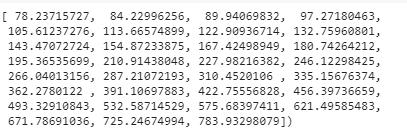 [ 78.23715727,  84.22996256,  89.94069832,  97.27180463,
105.61237276, 113.66574899, 122.90936714, 132.75960801,
143.47072724, 154.87233875, 167.42498949, 180.74264212,
195.36535699, 210.91438048, 227.98216382, 246.12298425,
266.04013156, 287.21072193, 310.4520106 , 335.15676374,
362.2780122 , 391.10697883, 422.75556828, 456.39736659,
493.32910843, 532.58714529, 575.68397411, 621.49585483,
671.78691036, 725.24674994, 783.93298079])